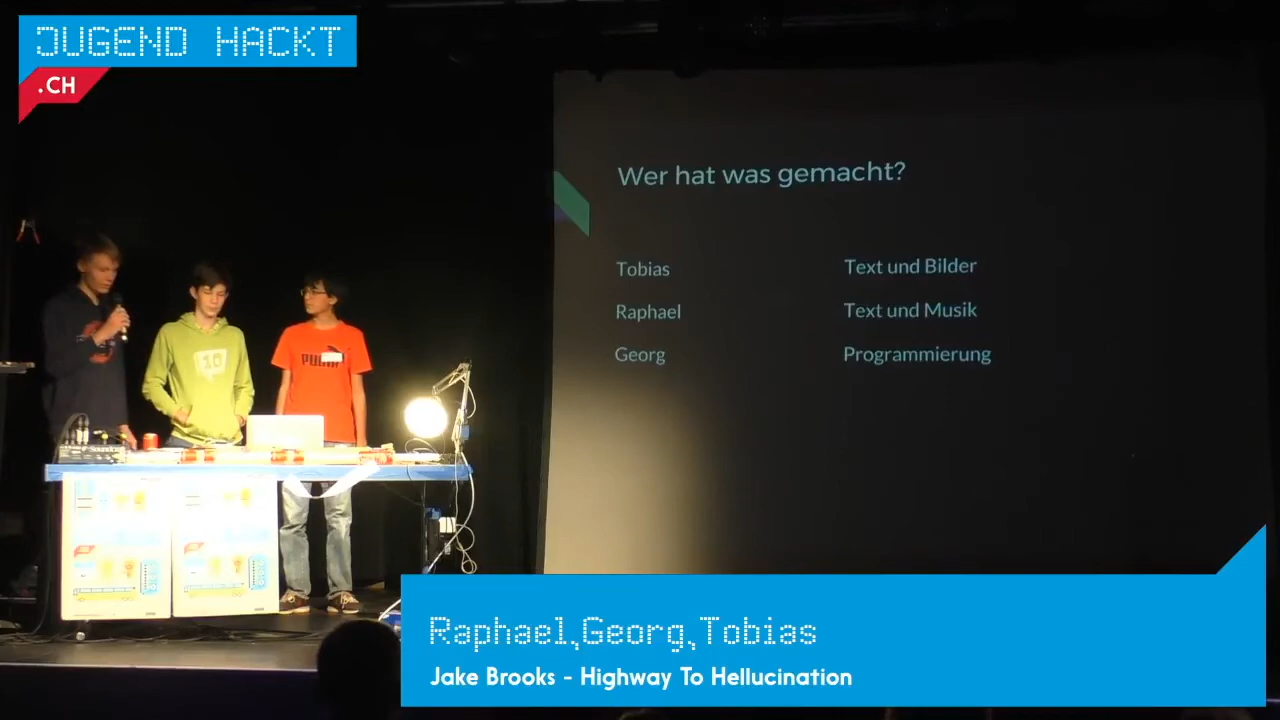 JUGEND HACKT
.CH
Wer hat was gemacht?
Tobias Text und Bilder
Raphael Text und Musik
Georg Programmierung
10
PUMA
Raphael,Georg,Tobias
Jake Brooks - Highway To Hellucination